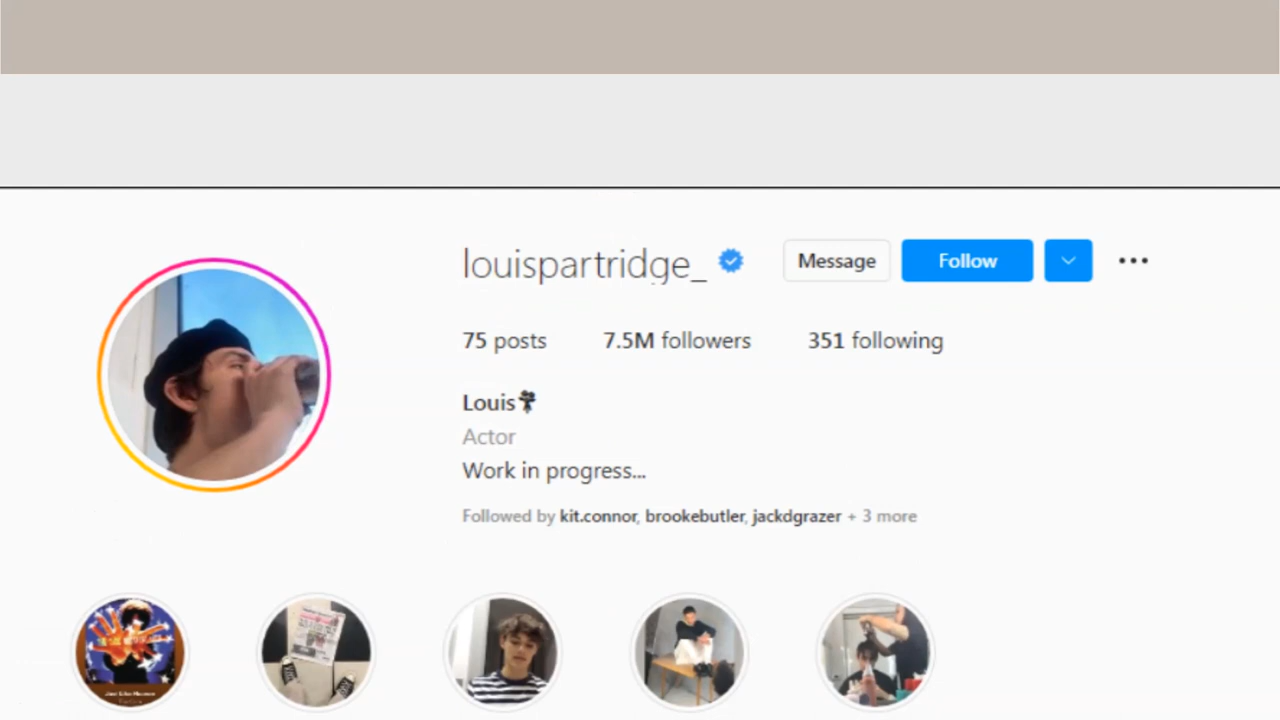 louispartridge_ Message Follow
75 posts 7.5M followers 351 following
Louis
Actor
Work in progress...
Followed by kit.connor, brookebutler, jackdgrazer + 3 more